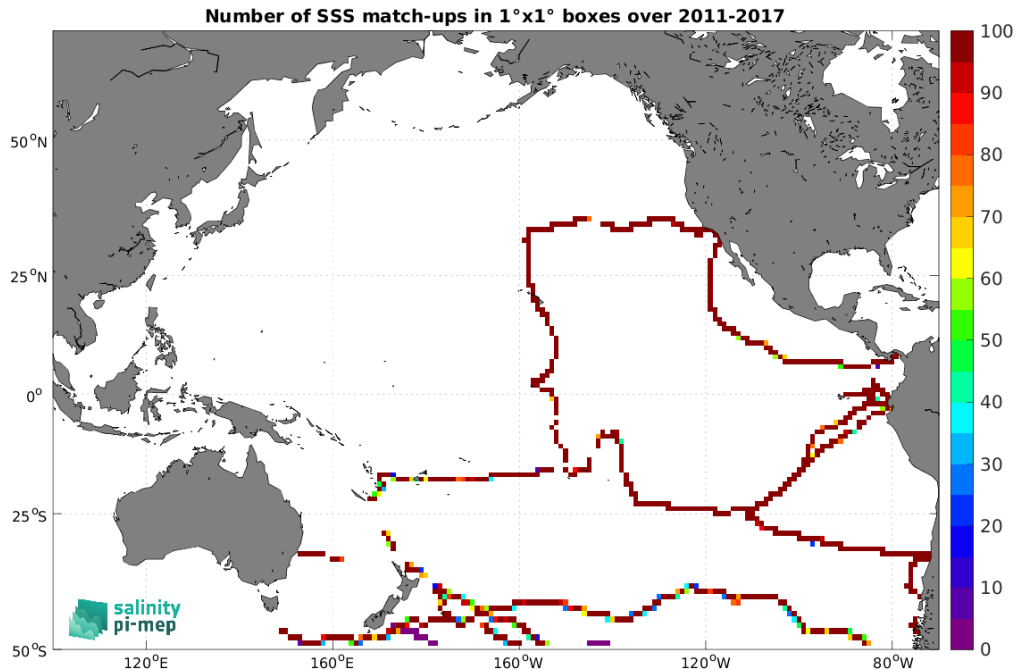 Number of SSS match-ups in 1°x1° boxes over 2011-2017
50°N
25°N
0°
25°S
50°S
120°E
160°E
160°W
120°W
80°W
100
90
80
70
60
50
40
30
20
10
0
salinity
pi-mep